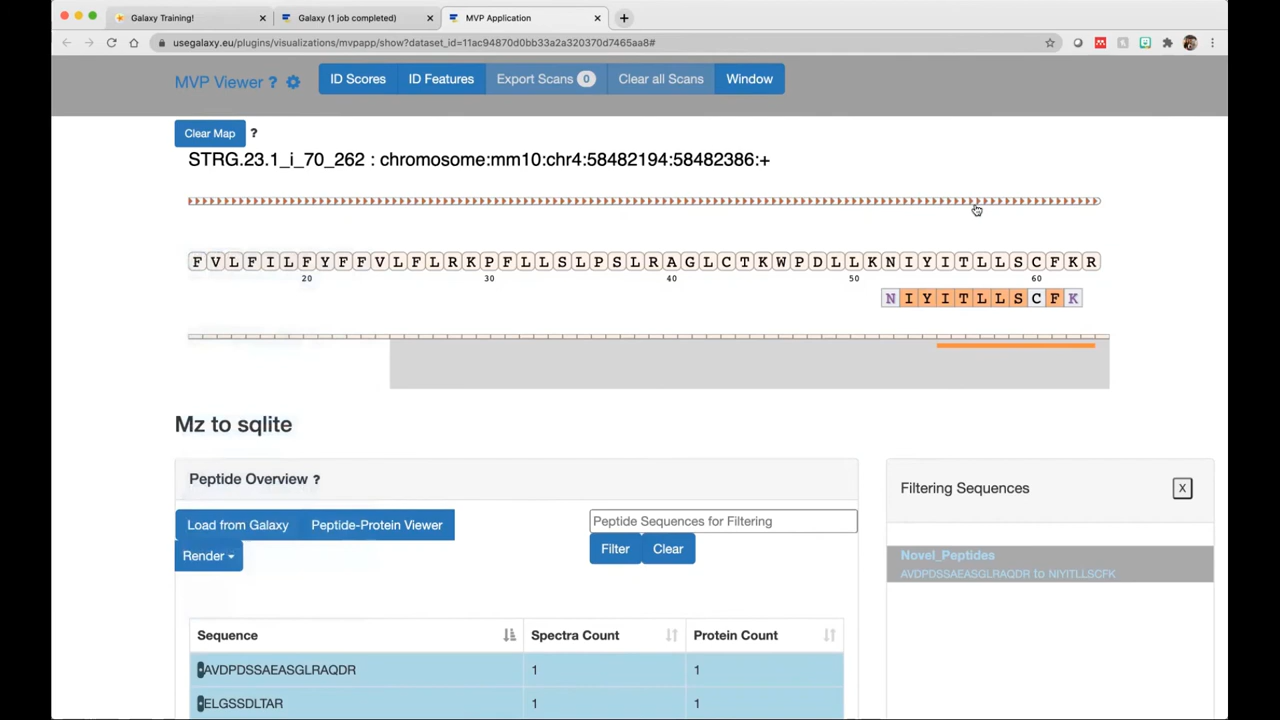 Galaxy Training!
Galaxy (1 job completed)
MVP Application
usegalaxy.eu/plugins/visualizations/mvpapp/show?dataset_id=11ac94870d0bb33a2a320370d7465aa8#
MVP Viewer ?
ID Scores
ID Features
Export Scans 0
Clear all Scans
Window
Clear Map ?
STRG.23.1_i_70_262 : chromosome:mm10:chr4:58482194:58482386:+
F V L F I L F Y F F V L F L R K P F L L S L P S L R A G L C T K W P D L L K N I Y I T L L S C F K R
20 30 40 50 60
N I Y I T L L S C F K
Mz to sqlite
Peptide Overview ?
Filtering Sequences X
Load from Galaxy
Peptide-Protein Viewer
Peptide Sequences for Filtering
Render
Filter
Clear
Novel_Peptides
AVDPDSSAEASGLRAQDR to NIYITLLSCFK
Sequence Spectra Count Protein Count
AVDPDSSAEASGLRAQDR 1 1
ELGSSDLTAR 1 1